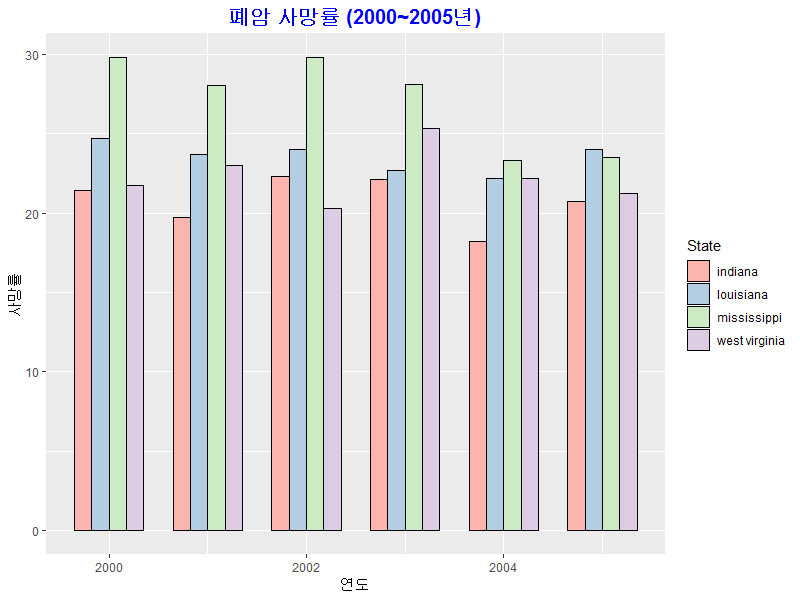 폐암 사망률 (2000~2005년)
30
20
10
0
사망률
2000
2002
2004
연도
State
indiana
louisiana
mississippi
west virginia